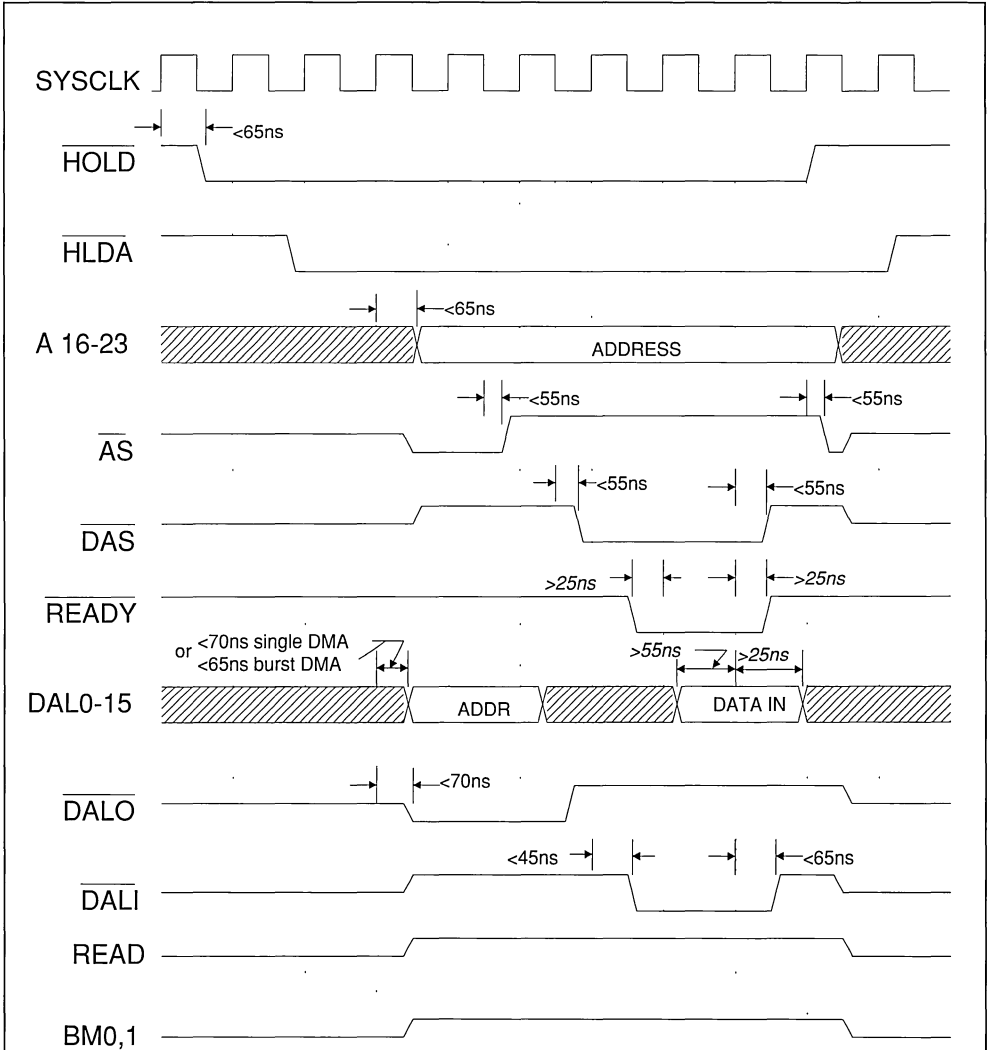 SYSCLK
<65ns
HOLD
HLDA
<65ns
A 16-23
ADDRESS
<55ns <55ns
AS
<55ns <55ns
DAS
>25ns >25ns
READY
or <70ns single DMA
<65ns burst DMA
>55ns >25ns
DAL0-15
ADDR DATA IN
<70ns
DALO
<45ns <65ns
DALI
READ
BM0,1